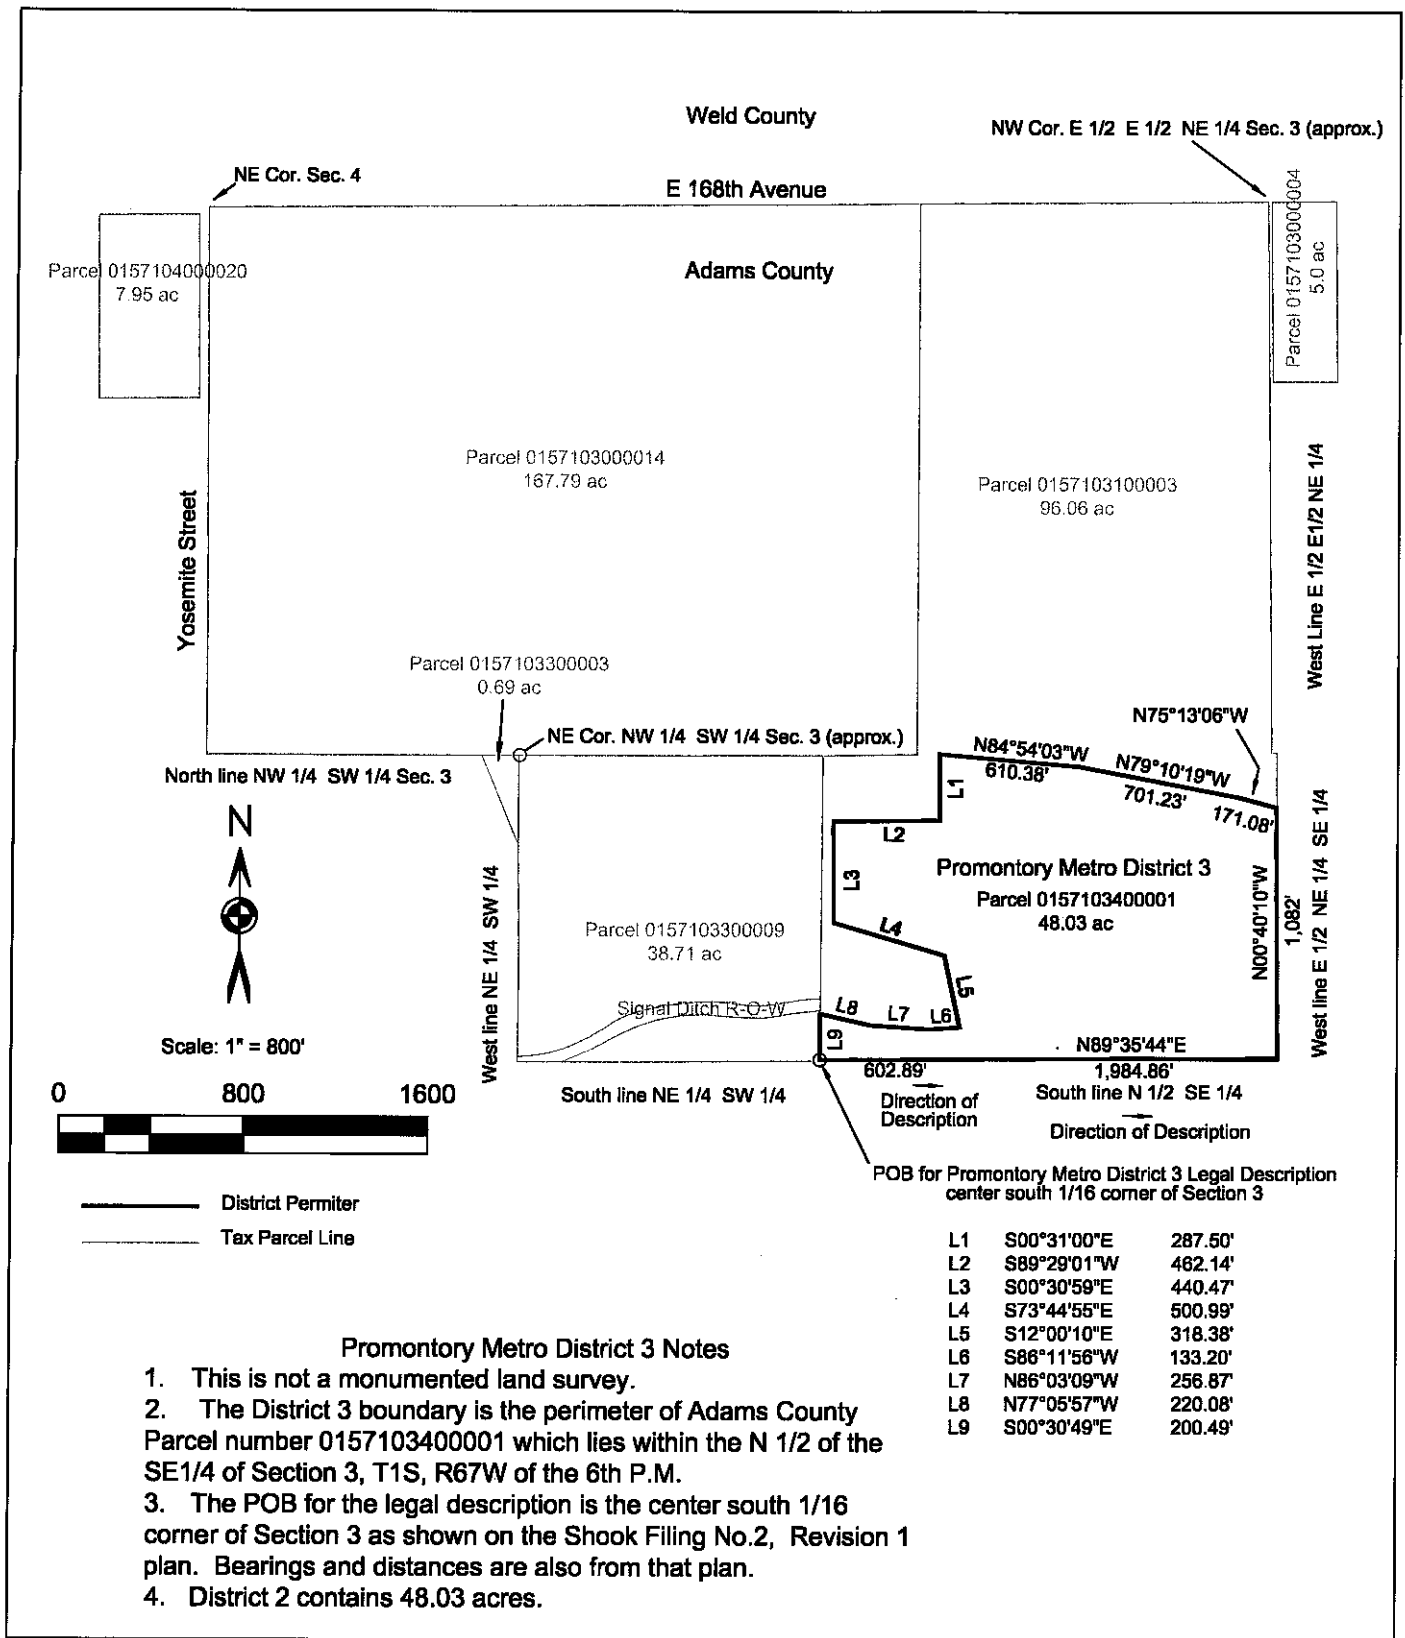 Weld County
NW Cor. E 1/2 E 1/2 NE 1/4 Sec. 3 (approx.)
NE Cor. Sec. 4
E 168th Avenue
Parcel 0157104000020
7.95 ac
Adams County
Parcel 0157103000004
5.0 ac
Parcel 0157103000014
167.79 ac
Parcel 0157103100003
96.06 ac
Yosemite Street
West Line E 1/2 E1/2 NE 1/4
Parcel 0157103300003
0.69 ac
NE Cor. NW 1/4 SW 1/4 Sec. 3 (approx.)
North line NW 1/4 SW 1/4 Sec. 3
N75°13'06"W
N84°54'03"W
610.38'
N79°10'19"W
701.23'
171.08'
L1
L2
L3
L4
L5
L6
L7
L8
L9
Promontory Metro District 3
Parcel 0157103400001
48.03 ac
N00°40'10"W
1,082'
West line E 1/2 NE 1/4 SE 1/4
N
Scale: 1" = 800'
0 800 1600
West line NE 1/4 SW 1/4
Parcel 0157103300009
38.71 ac
Signal Ditch R-O-W
South line NE 1/4 SW 1/4
N89°35'44"E
602.89'
1,984.86'
Direction of
Description
South line N 1/2 SE 1/4
Direction of Description
POB for Promontory Metro District 3 Legal Description
center south 1/16 corner of Section 3
District Permiter
Tax Parcel Line
L1 S00°31'00"E 287.50'
L2 S89°29'01"W 462.14'
L3 S00°30'59"E 440.47'
L4 S73°44'55"E 500.99'
L5 S12°00'10"E 318.38'
L6 S86°11'56"W 133.20'
L7 N86°03'09"W 256.87'
L8 N77°05'57"W 220.08'
L9 S00°30'49"E 200.49'
Promontory Metro District 3 Notes
1. This is not a monumented land survey.
2. The District 3 boundary is the perimeter of Adams County
Parcel number 0157103400001 which lies within the N 1/2 of the
SE1/4 of Section 3, T1S, R67W of the 6th P.M.
3. The POB for the legal description is the center south 1/16
corner of Section 3 as shown on the Shook Filing No.2, Revision 1
plan. Bearings and distances are also from that plan.
4. District 2 contains 48.03 acres.